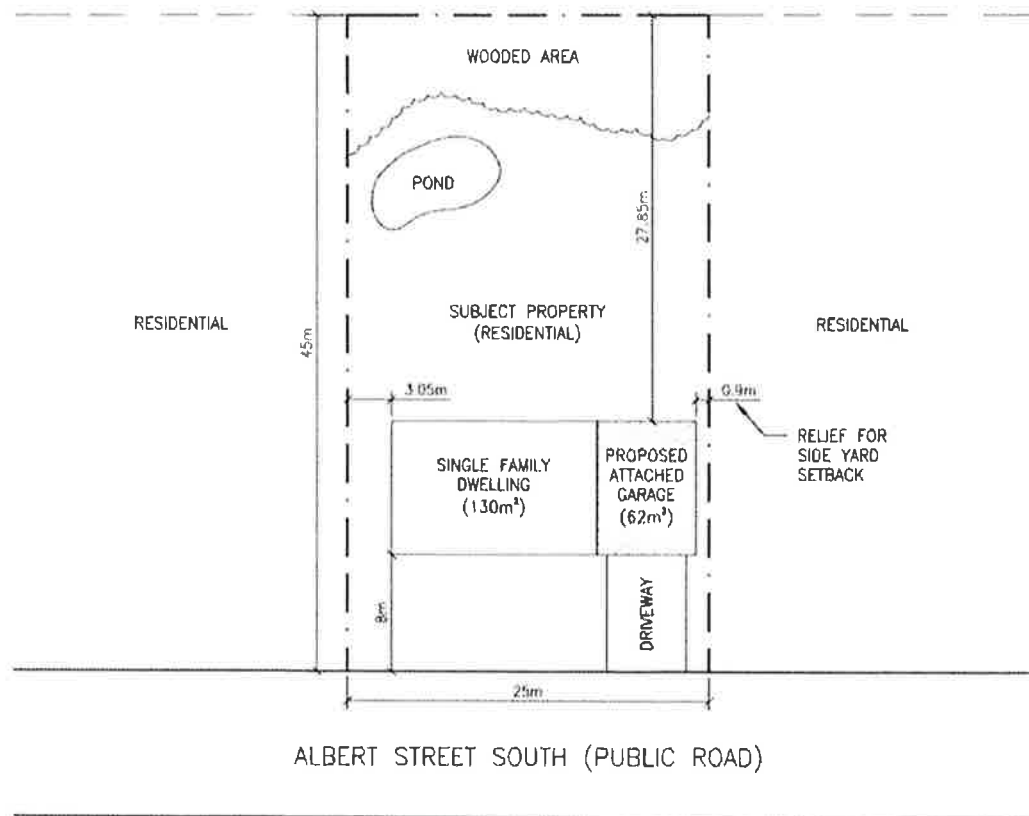 WOODED AREA
POND
27.85m
SUBJECT PROPERTY
(RESIDENTIAL)
RESIDENTIAL
RESIDENTIAL
45m
3.05m
0.9m
RELIEF FOR
SIDE YARD
SETBACK
SINGLE FAMILY
DWELLING
(130m²)
PROPOSED
ATTACHED
GARAGE
(62m²)
8m
DRIVEWAY
25m
ALBERT STREET SOUTH (PUBLIC ROAD)